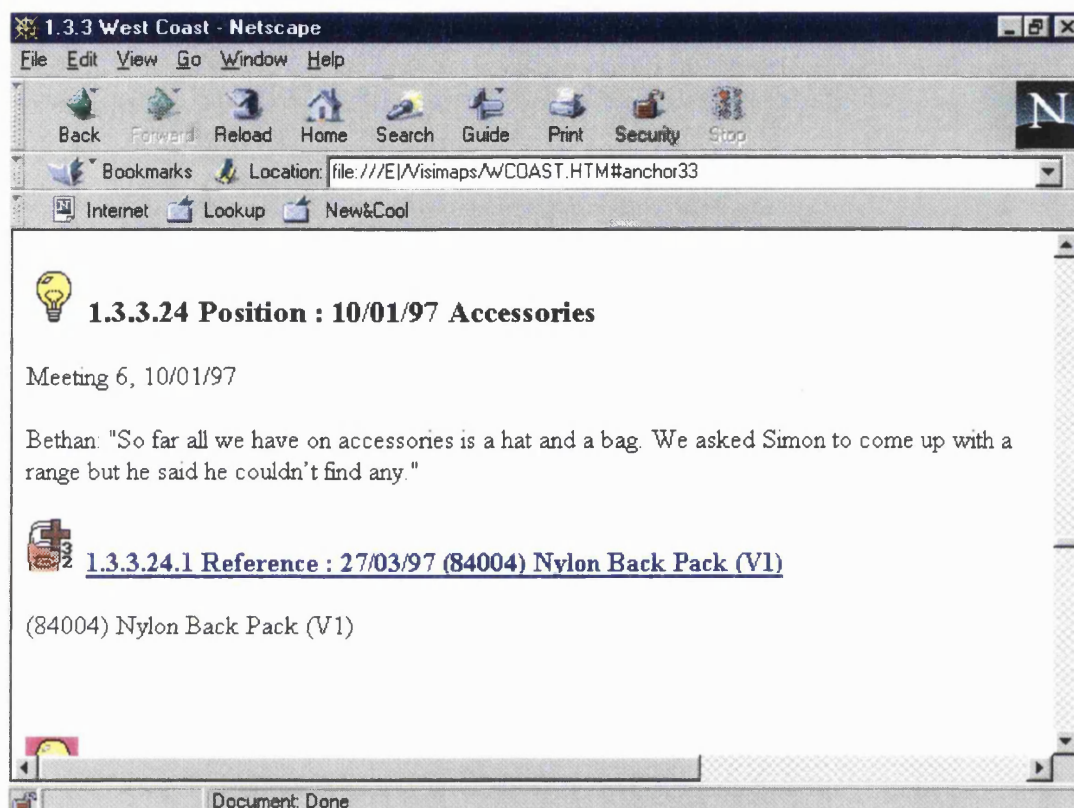 1.3.3 West Coast - Netscape
File Edit View Go Window Help
Back Forward Reload Home Search Guide Print Security Stop
N
Bookmarks Location: file:///E|/Visimaps/WCOAST.HTM#anchor33
Internet Lookup New&Cool
1.3.3.24 Position : 10/01/97 Accessories
Meeting 6, 10/01/97
Bethan: "So far all we have on accessories is a hat and a bag. We asked Simon to come up with a
range but he said he couldn't find any."
1.3.3.24.1 Reference : 27/03/97 (84004) Nylon Back Pack (V1)
(84004) Nylon Back Pack (V1)
Document: Done